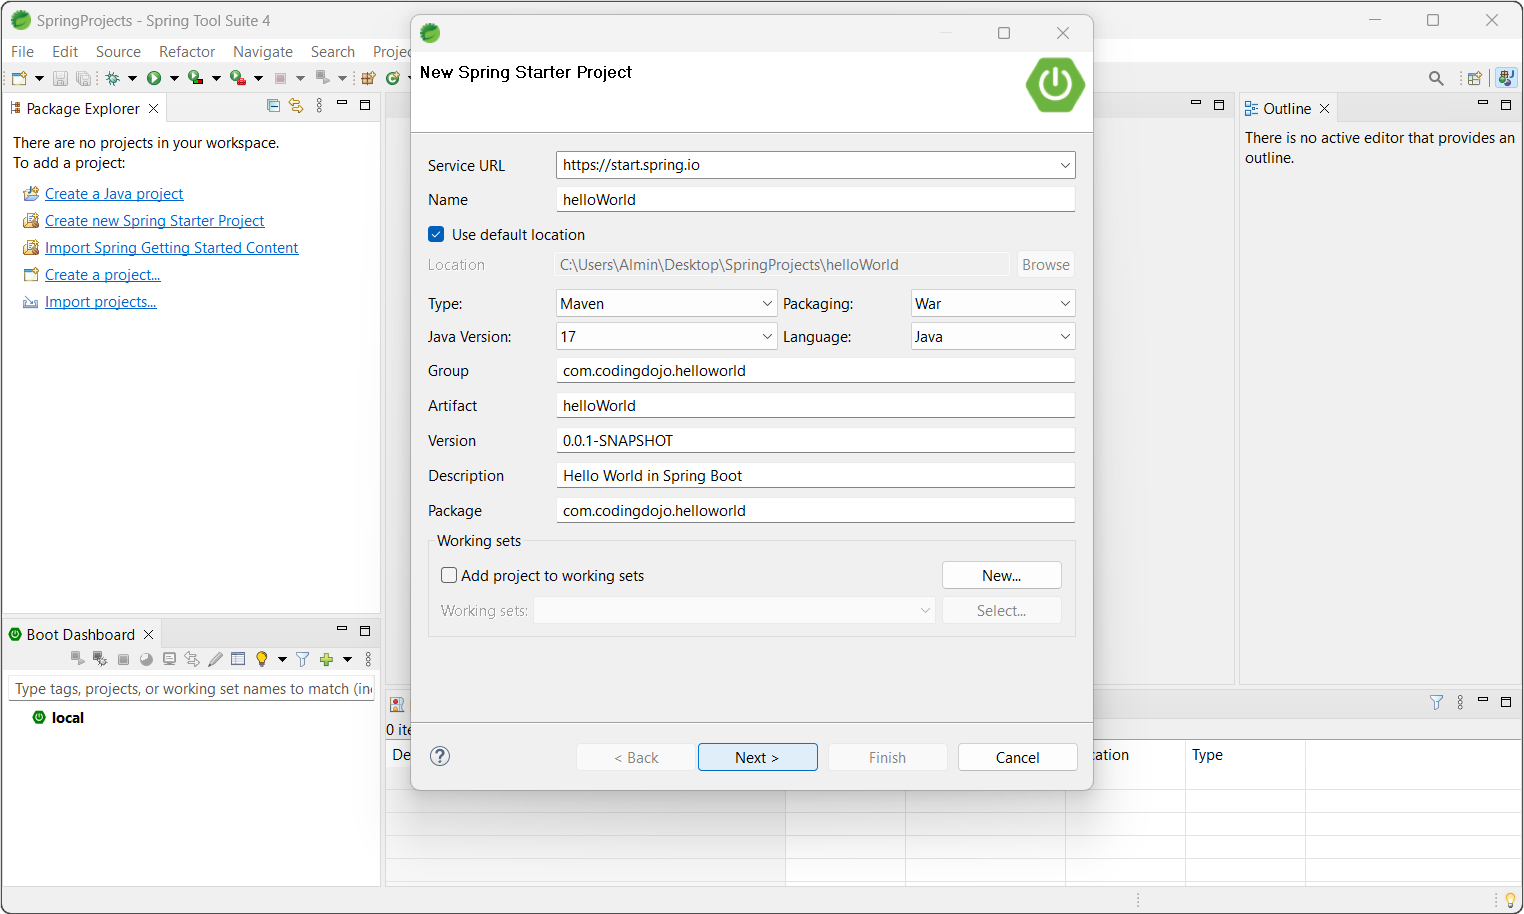 SpringProjects - Spring Tool Suite 4
File Edit Source Refactor Navigate Search Projec
Package Explorer
There are no projects in your workspace.
To add a project:
Create a Java project
Create new Spring Starter Project
Import Spring Getting Started Content
Create a project...
Import projects...
Boot Dashboard
Type tags, projects, or working set names to match (in
local
New Spring Starter Project
Service URL https://start.spring.io
Name helloWorld
Use default location
Location C:\Users\Almin\Desktop\SpringProjects\helloWorld Browse
Type: Maven Packaging: War
Java Version: 17 Language: Java
Group com.codingdojo.helloworld
Artifact helloWorld
Version 0.0.1-SNAPSHOT
Description Hello World in Spring Boot
Package com.codingdojo.helloworld
Working sets
Add project to working sets New...
Working sets: Select...
< Back Next > Finish Cancel
Outline
There is no active editor that provides an
outline.
0 ite
De cation Type